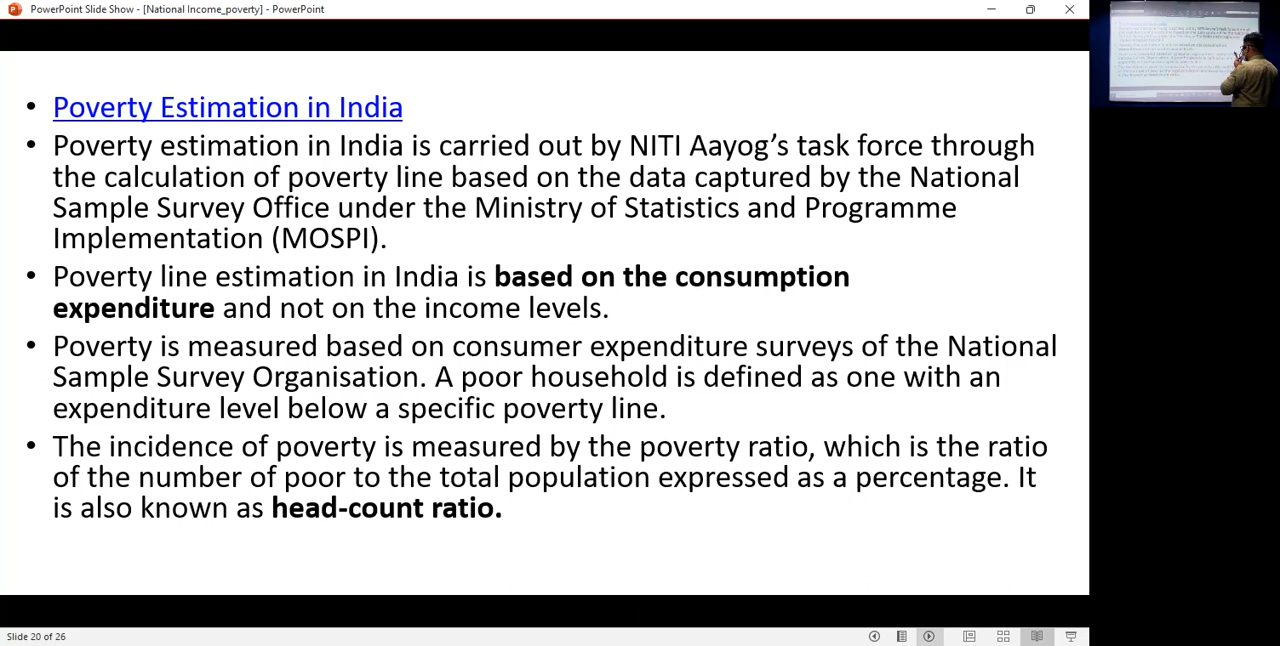 PowerPoint Slide Show - [National Income_poverty] - PowerPoint
• Poverty Estimation in India
• Poverty estimation in India is carried out by NITI Aayog’s task force through
the calculation of poverty line based on the data captured by the National
Sample Survey Office under the Ministry of Statistics and Programme
Implementation (MOSPI).
• Poverty line estimation in India is based on the consumption
expenditure and not on the income levels.
• Poverty is measured based on consumer expenditure surveys of the National
Sample Survey Organisation. A poor household is defined as one with an
expenditure level below a specific poverty line.
• The incidence of poverty is measured by the poverty ratio, which is the ratio
of the number of poor to the total population expressed as a percentage. It
is also known as head-count ratio.
Slide 20 of 26